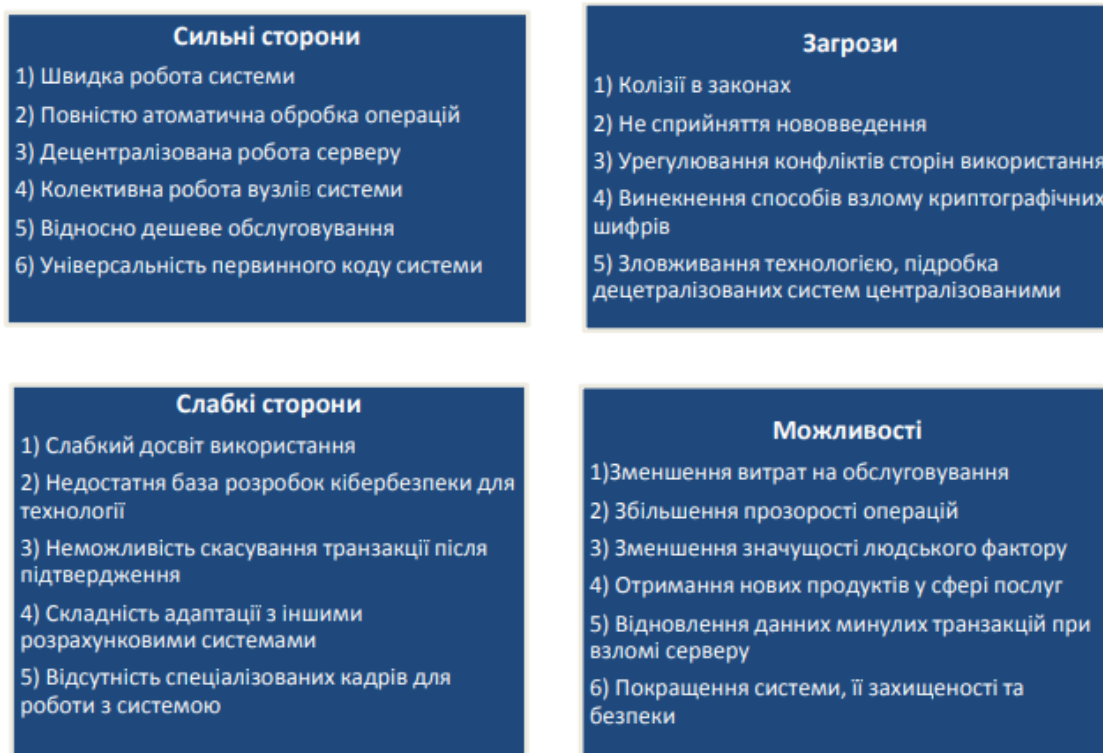 Сильні сторони
1) Швидка робота системи
2) Повністю атоматична обробка операцій
3) Децентралізована робота серверу
4) Колективна робота вузлів системи
5) Відносно дешеве обслуговування
6) Універсальність первинного коду системи
Загрози
1) Колізії в законах
2) Не сприйняття нововведення
3) Урегулювання конфліктів сторін використання
4) Винекнення способів взлому криптографічних
шифрів
5) Зловживання технологією, підробка
децетралізованих систем централізованими
Слабкі сторони
1) Слабкий досвіт використання
2) Недостатня база розробок кібербезпеки для
технології
3) Неможливість скасування транзакції після
підтвердження
4) Складність адаптації з іншими
розрахунковими системами
5) Відсутність спеціалізованих кадрів для
роботи з системою
Можливості
1)Зменшення витрат на обслуговування
2) Збільшення прозорості операцій
3) Зменшення значущості людського фактору
4) Отримання нових продуктів у сфері послуг
5) Відновлення данних минулих транзакцій при
взломі серверу
6) Покращення системи, її захищеності та
безпеки